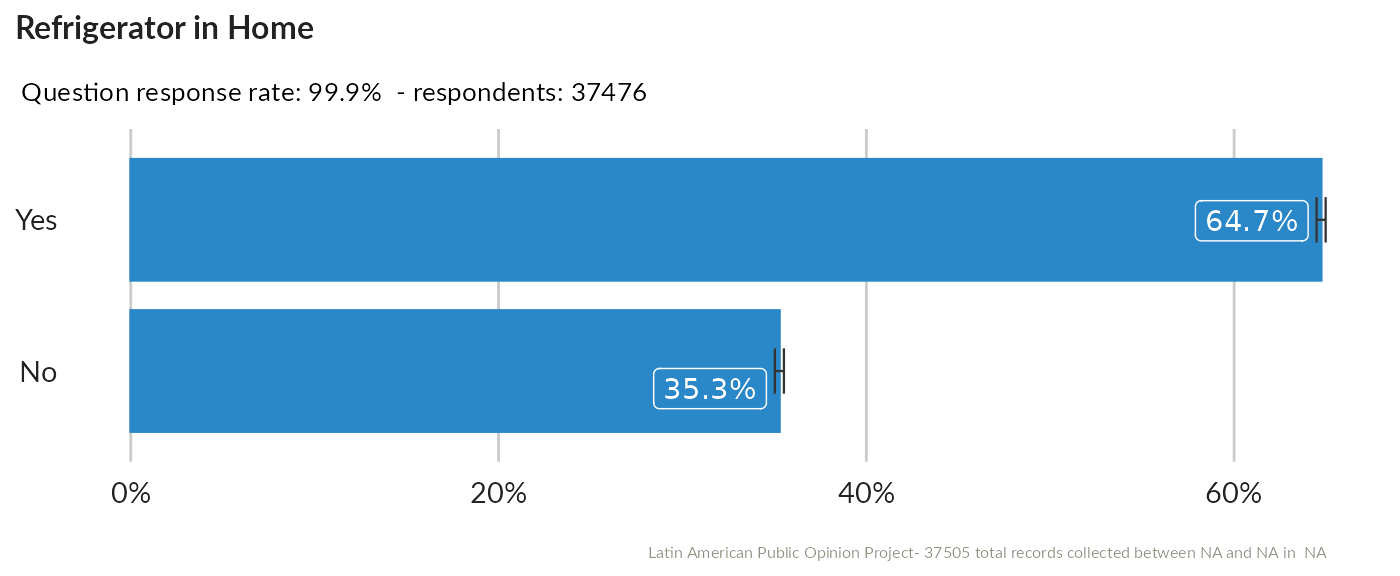 Refrigerator in Home
Question response rate: 99.9% - respondents: 37476
Yes
64.7%
No
35.3%
0% 20% 40% 60%
Latin American Public Opinion Project- 37505 total records collected between NA and NA in NA